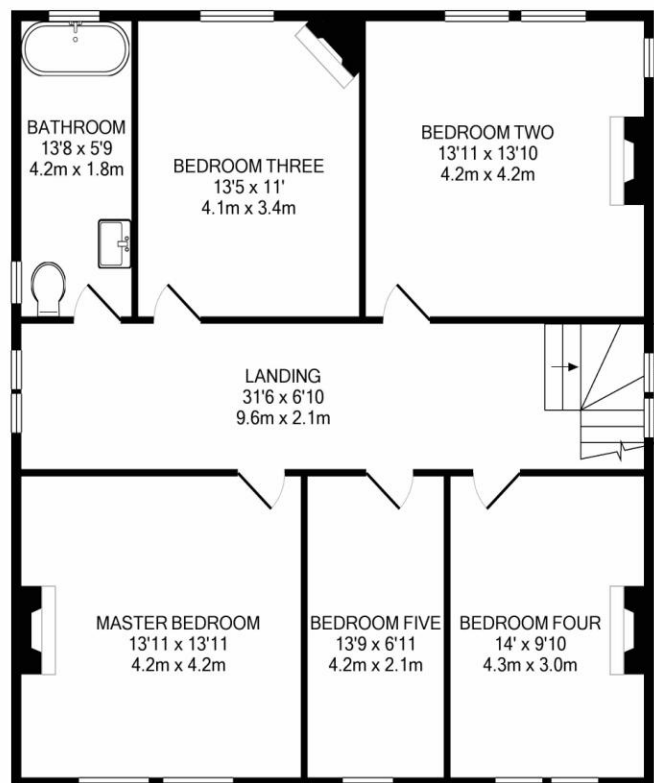 BATHROOM
13'8 x 5'9
4.2m x 1.8m
BEDROOM THREE
13'5 x 11'
4.1m x 3.4m
BEDROOM TWO
13'11 x 13'10
4.2m x 4.2m
LANDING
31'6 x 6'10
9.6m x 2.1m
MASTER BEDROOM
13'11 x 13'11
4.2m x 4.2m
BEDROOM FIVE
13'9 x 6'11
4.2m x 2.1m
BEDROOM FOUR
14' x 9'10
4.3m x 3.0m